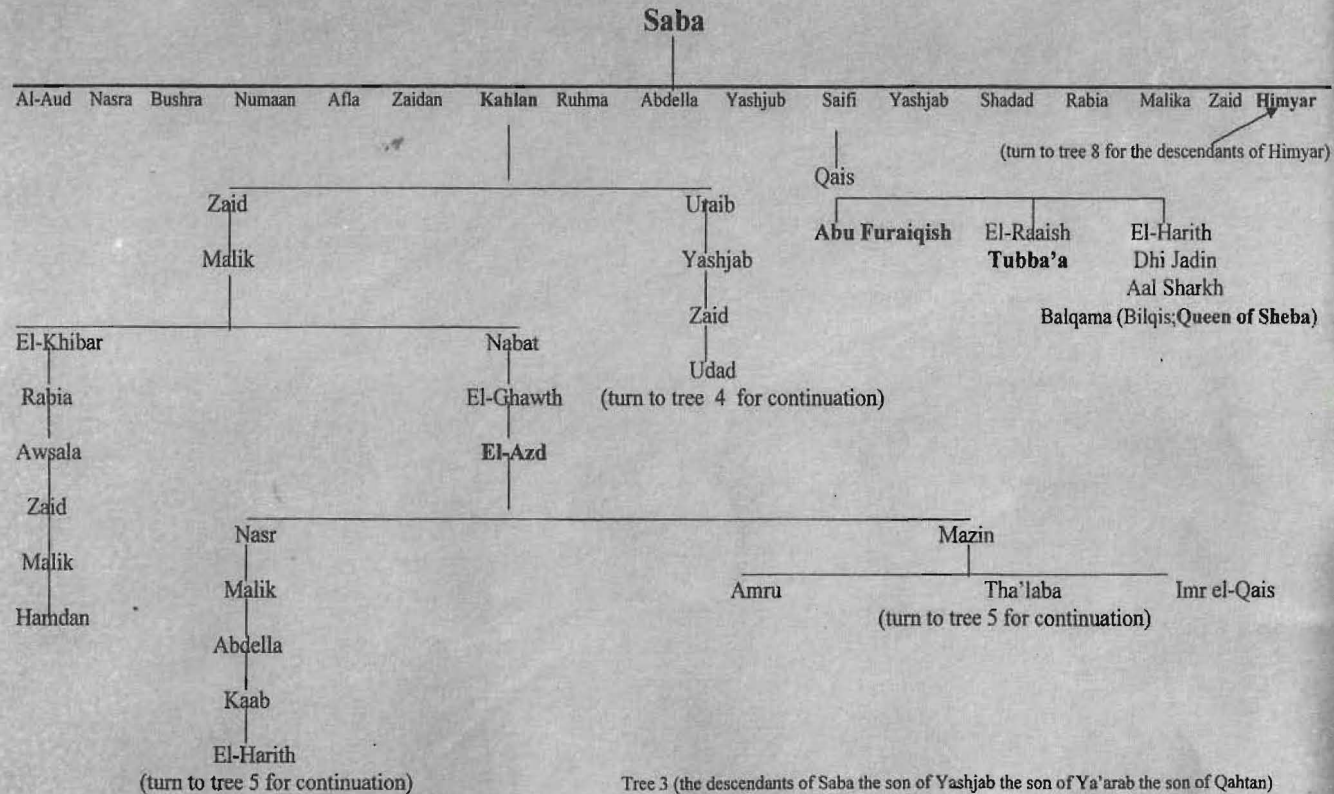 Saba
Al-Aud Nasra Bushra Numaan Afla Zaidan Kahlan Ruhma Abdella Yashjub Saifi Yashjab Shadad Rabia Malika Zaid Himyar
(turn to tree 8 for the descendants of Himyar)
Qais
Zaid Uraib
Abu Furaiqish El-Raaish El-Harith
Malik Yashjab Tubba'a Dhi Jadin
Aal Sharkh
Zaid Balqama (Bilqis;Queen of Sheba)
El-Khibar Nabat
Udad
Rabia El-Ghawth (turn to tree 4 for continuation)
Awsala El-Azd
Zaid
Nasr Mazin
Malik
Malik Amru Tha'laba Imr el-Qais
Hamdan (turn to tree 5 for continuation)
Abdella
Kaab
El-Harith
(turn to tree 5 for continuation) Tree 3 (the descendants of Saba the son of Yashjab the son of Ya'arab the son of Qahtan)